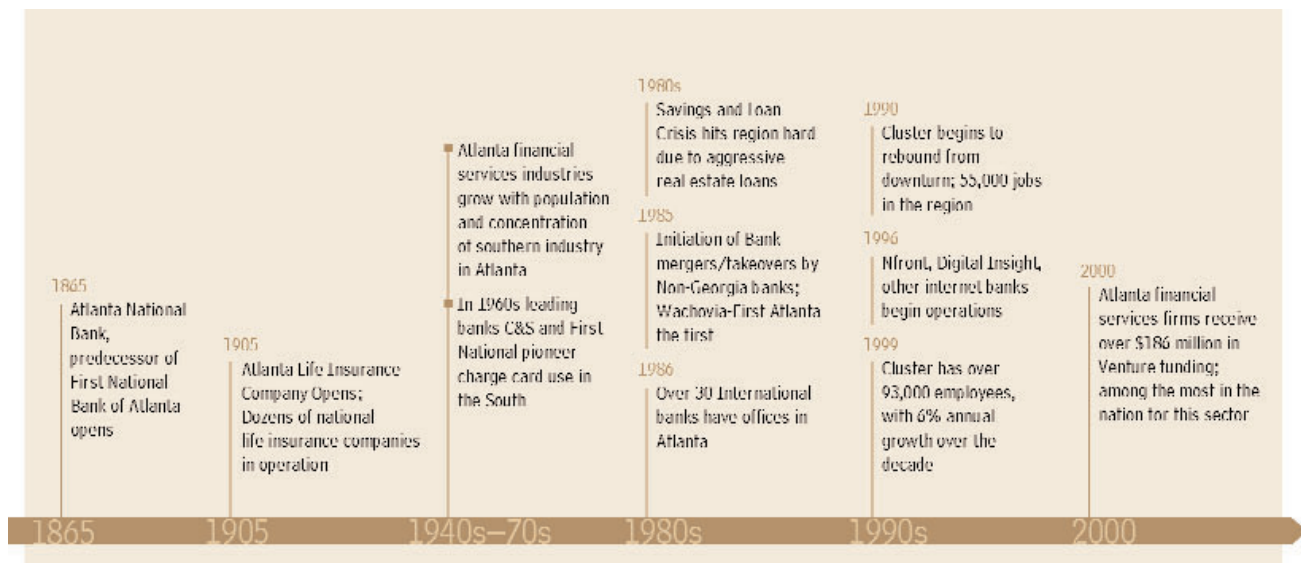 1865
Atlanta National
Bank,
predecessor of
First National
Bank of Atlanta
opens
1905
Atlanta Life Insurance
Company Opens;
Dozens of national
life insurance companies
in operation
Atlanta financial
services industries
grow with population
and concentration
of southern industry
in Atlanta
In 1960s leading
banks C&S and First
National pioneer
charge card use in
the South
1980s
Savings and Loan
Crisis hits region hard
due to aggressive
real estate loans
1985
Initiation of Bank
mergers/takeovers by
Non-Georgia banks;
Wachovia-First Atlanta
the first
1986
Over 30 International
banks have offices in
Atlanta
1990
Cluster begins to
rebound from
downturn; 55,000 jobs
in the region
1996
Nfront, Digital Insight,
other internet banks
begin operations
1999
Cluster has over
93,000 employees,
with 6% annual
growth over the
decade
2000
Atlanta financial
services firms receive
over $186 million in
Venture funding;
among the most in the
nation for this sector
1865
1905
1940s–70s
1980s
1990s
2000